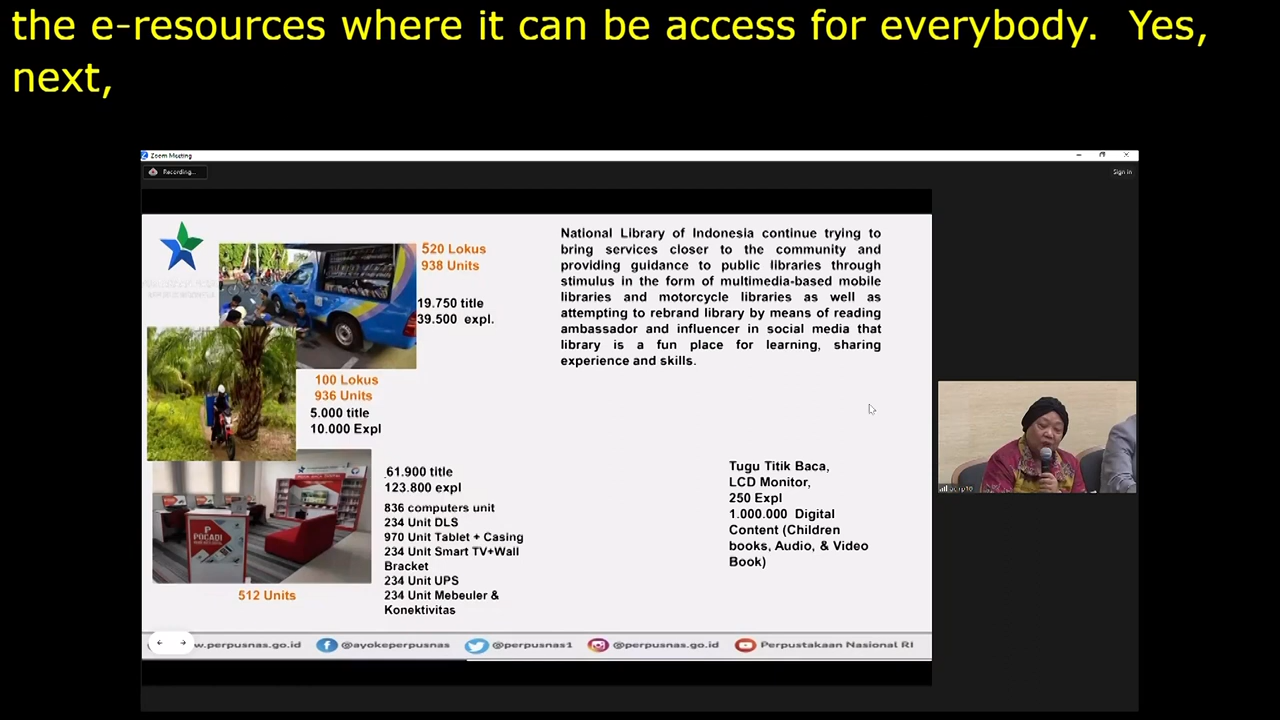 the e-resources where it can be access for everybody.  Yes,
next,
Zoom Meeting
Recording...
Sign in
520 Lokus
938 Units
19.750 title
39.500 expl.
100 Lokus
936 Units
5.000 title
10.000 Expl
61.900 title
123.800 expl
836 computers unit
234 Unit DLS
970 Unit Tablet + Casing
234 Unit Smart TV+Wall
Bracket
234 Unit UPS
234 Unit Mebeuler &
Konektivitas
POCADI
512 Units
National Library of Indonesia continue trying to
bring services closer to the community and
providing guidance to public libraries through
stimulus in the form of multimedia-based mobile
libraries and motorcycle libraries as well as
attempting to rebrand library by means of reading
ambassador and influencer in social media that
library is a fun place for learning, sharing
experience and skills.
Tugu Titik Baca,
LCD Monitor,
250 Expl
1.000.000 Digital
Content (Children
books, Audio, & Video
Book)
w.perpusnas.go.id @ayokeperpusnas @perpusnas1 @perpusnas.go.id Perpustakaan Nasional RI